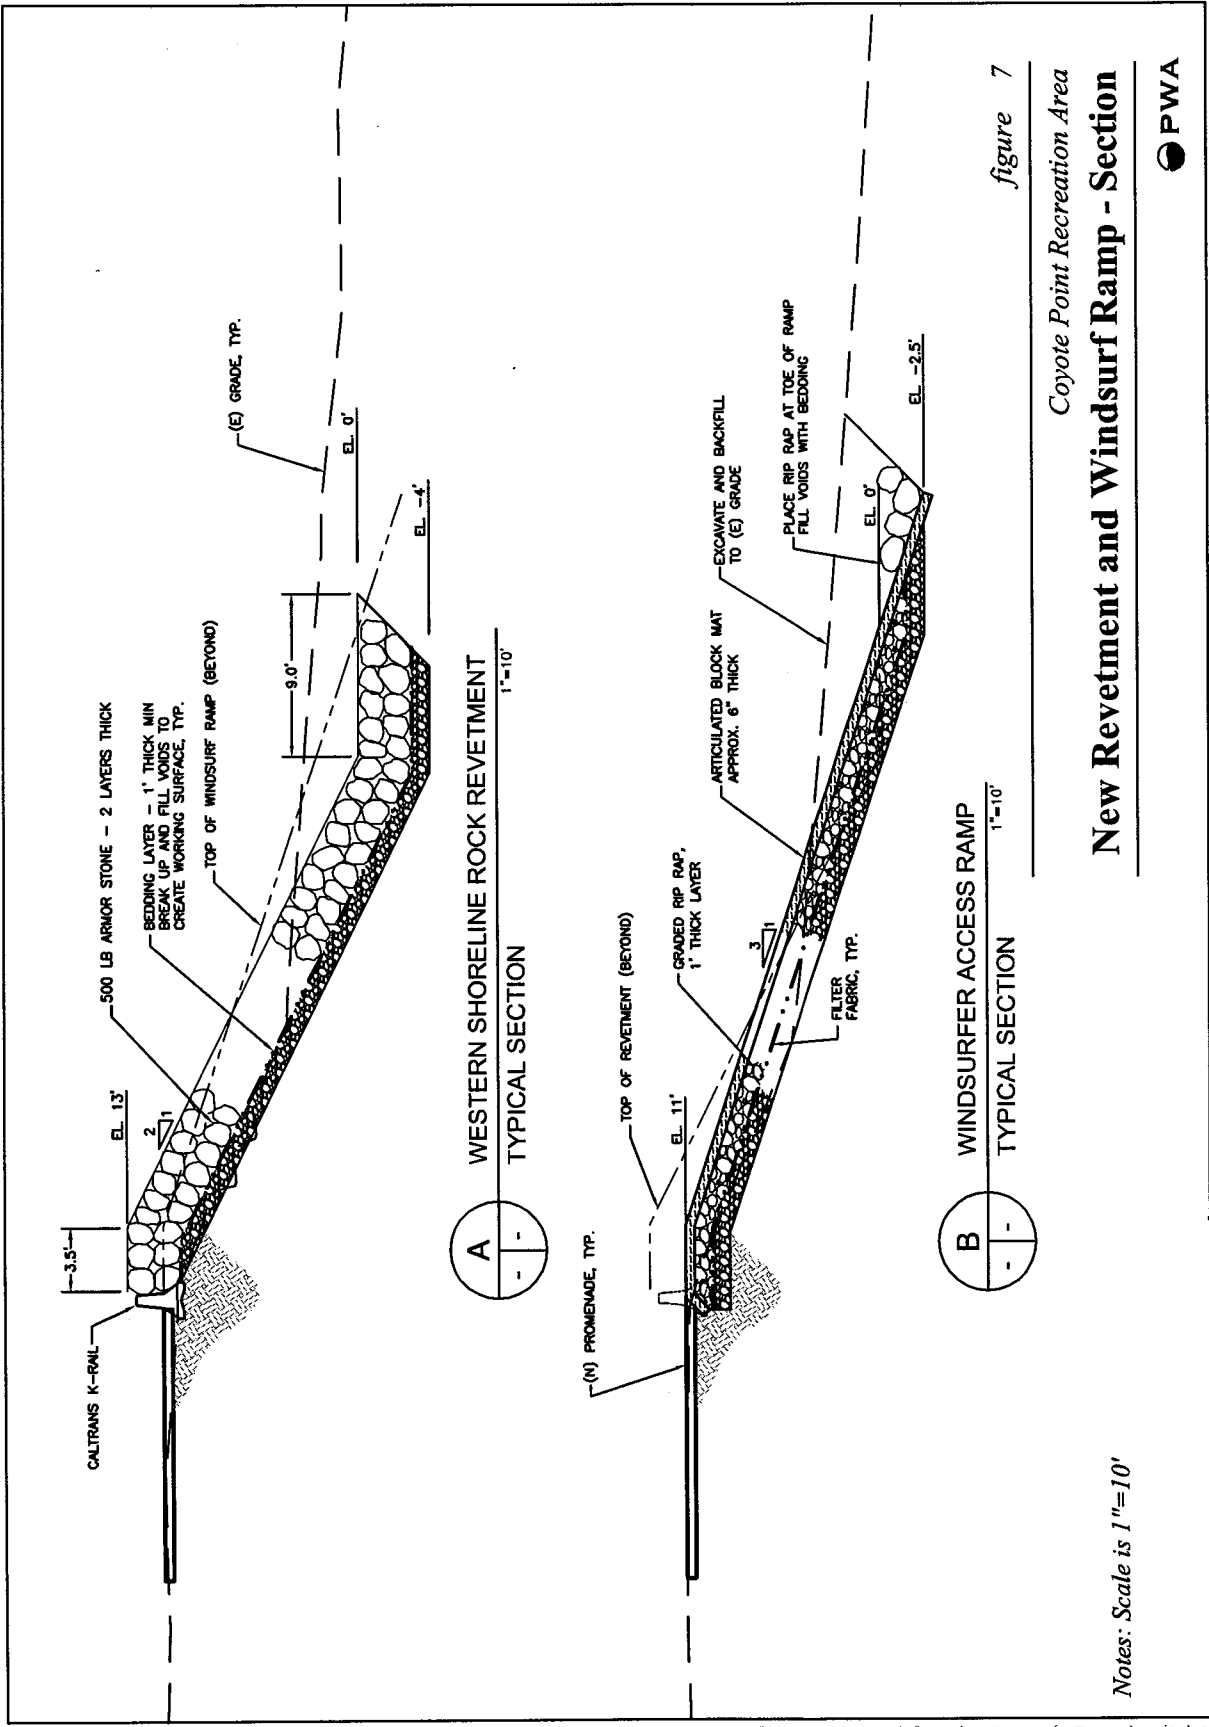 CALTRANS K-RAIL
3.5'
EL. 13'
2
1
500 LB ARMOR STONE - 2 LAYERS THICK
BEDDING LAYER - 1' THICK MIN
BREAK UP AND FILL VOIDS TO
CREATE WORKING SURFACE, TYP.
TOP OF WINDSURF RAMP (BEYOND)
9.0'
(E) GRADE, TYP.
EL. 0'
EL. -4'
A
- -
WESTERN SHORELINE ROCK REVETMENT
1"=10'
TYPICAL SECTION
(N) PROMENADE, TYP.
EL. 11'
TOP OF REVETMENT (BEYOND)
GRADED RIP RAP,
1' THICK LAYER
3
1
FILTER
FABRIC, TYP.
ARTICULATED BLOCK MAT
APPROX. 6" THICK
EXCAVATE AND BACKFILL
TO (E) GRADE
PLACE RIP RAP AT TOE OF RAMP
FILL VOIDS WITH BEDDING
EL. 0'
EL. -2.5'
B
- -
WINDSURFER ACCESS RAMP
1"=10'
TYPICAL SECTION
figure 7
Coyote Point Recreation Area
New Revetment and Windsurf Ramp - Section
PWA
Notes: Scale is 1"=10'